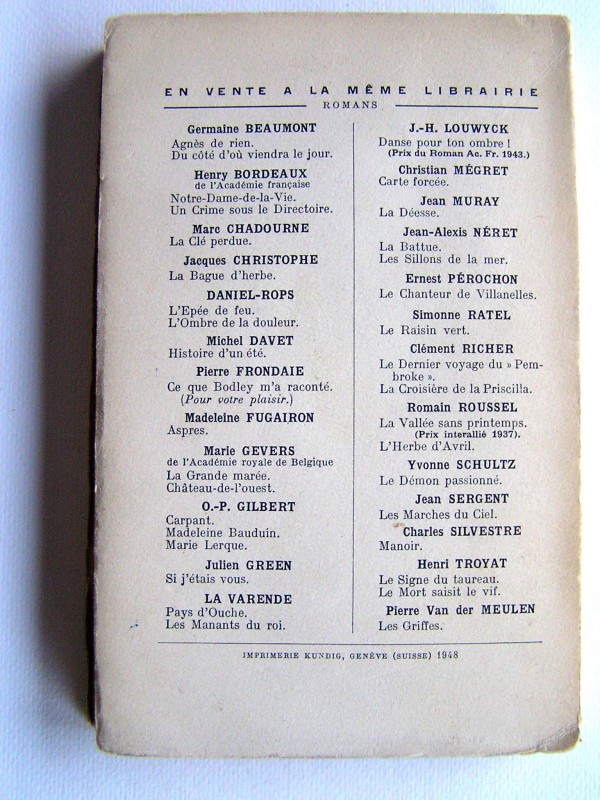 EN VENTE A LA MÊME LIBRAIRIE
ROMANS
Germaine BEAUMONT
Agnès de rien.
Du côté d'où viendra le jour.
Henry BORDEAUX
de l'Académie française
Notre-Dame-de-la-Vie.
Un Crime sous le Directoire.
Marc CHADOURNE
La Clé perdue.
Jacques CHRISTOPHE
La Bague d'herbe.
DANIEL-ROPS
L'Epée de feu.
L'Ombre de la douleur.
Michel DAVET
Histoire d'un été.
Pierre FRONDAIE
Ce que Bodley m'a raconté.
(Pour votre plaisir.)
Madeleine FUGAIRON
Aspres.
Marie GEVERS
de l'Académie royale de Belgique
La Grande marée.
Château-de-l'ouest.
O.-P. GILBERT
Carpant.
Madeleine Bauduin.
Marie Lerque.
Julien GREEN
Si j'étais vous.
LA VARENDE
Pays d'Ouche.
Les Manants du roi.
J.-H. LOUWYCK
Danse pour ton ombre !
(Prix du Roman Ac. Fr. 1943.)
Christian MÉGRET
Carte forcée.
Jean MURAY
La Déesse.
Jean-Alexis NÉRET
La Battue.
Les Sillons de la mer.
Ernest PÉROCHON
Le Chanteur de Villanelles.
Simonne RATEL
Le Raisin vert.
Clément RICHER
Le Dernier voyage du » Pem-
broke ».
La Croisière de la Priscilla.
Romain ROUSSEL
La Vallée sans printemps.
(Prix interallié 1937).
L'Herbe d'Avril.
Yvonne SCHULTZ
Le Démon passionné.
Jean SERGENT
Les Marches du Ciel.
Charles SILVESTRE
Manoir.
Henri TROYAT
Le Signe du taureau.
Le Mort saisit le vif.
Pierre Van der MEULEN
Les Griffes.
IMPRIMERIE KUNDIG, GENÈVE (SUISSE) 1948